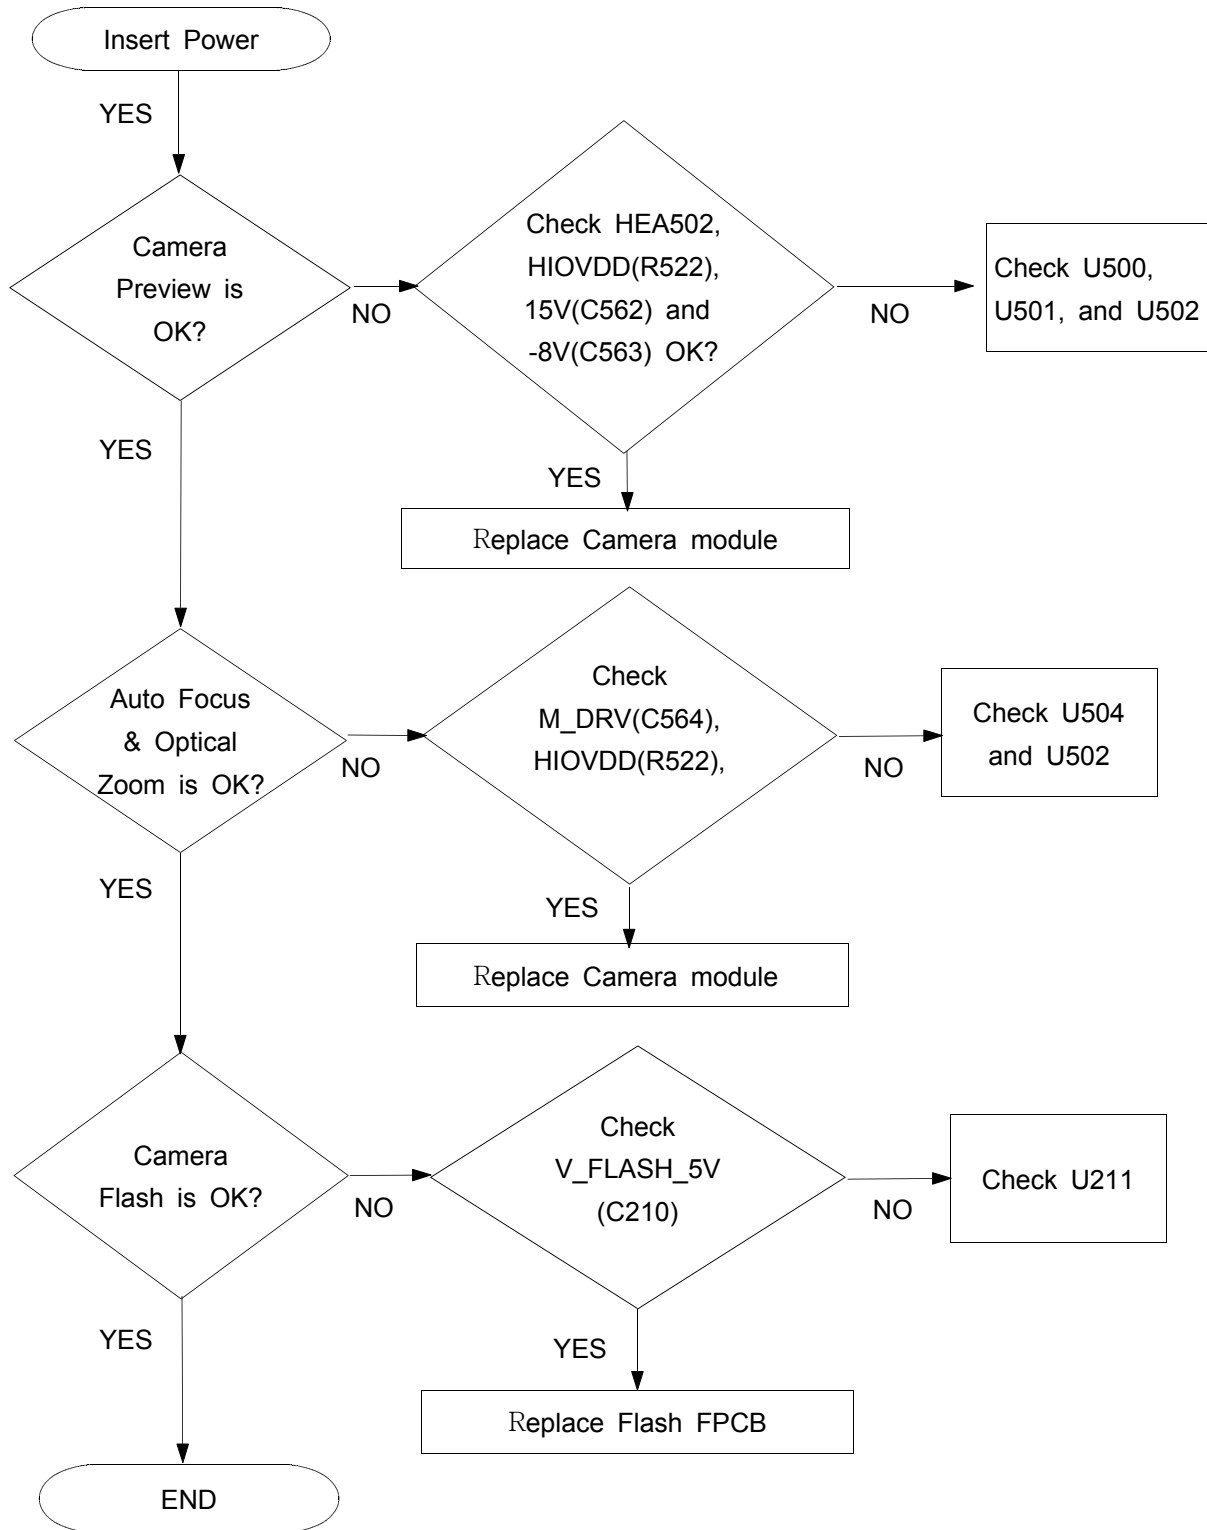 Insert Power
YES
Camera
Preview is
OK?
NO
Check HEA502,
HIOVDD(R522),
15V(C562) and
-8V(C563) OK?
NO
Check U500,
U501, and U502
YES
YES
Replace Camera module
Auto Focus
& Optical
Zoom is OK?
NO
Check
M_DRV(C564),
HIOVDD(R522),
NO
Check U504
and U502
YES
YES
Replace Camera module
Camera
Flash is OK?
NO
Check
V_FLASH_5V
(C210)
NO
Check U211
YES
YES
Replace Flash FPCB
END